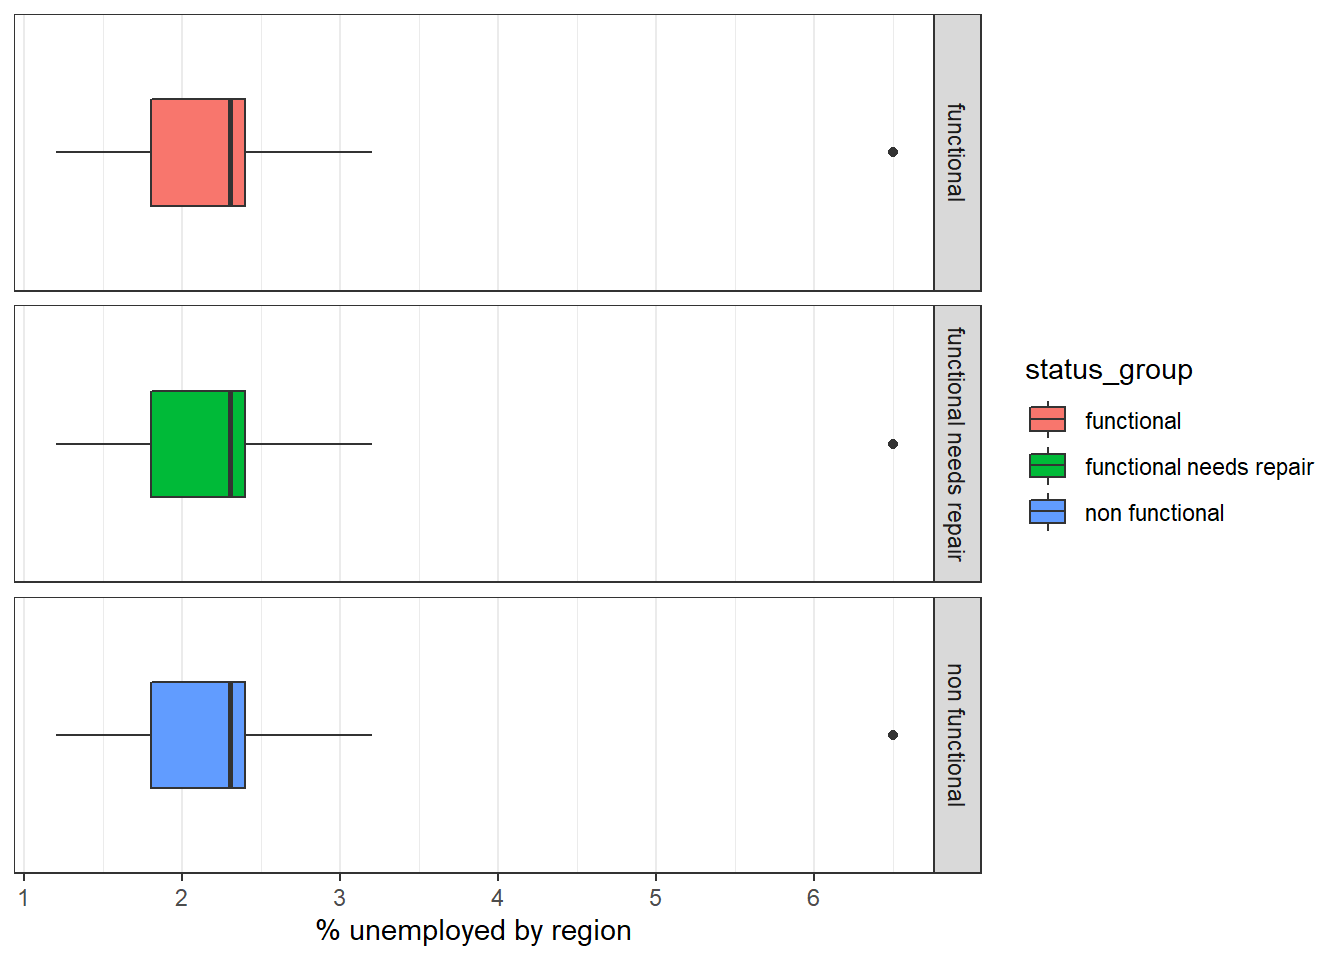 functional
functional needs repair
non functional
status_group
functional
functional needs repair
non functional
1 2 3 4 5 6
% unemployed by region